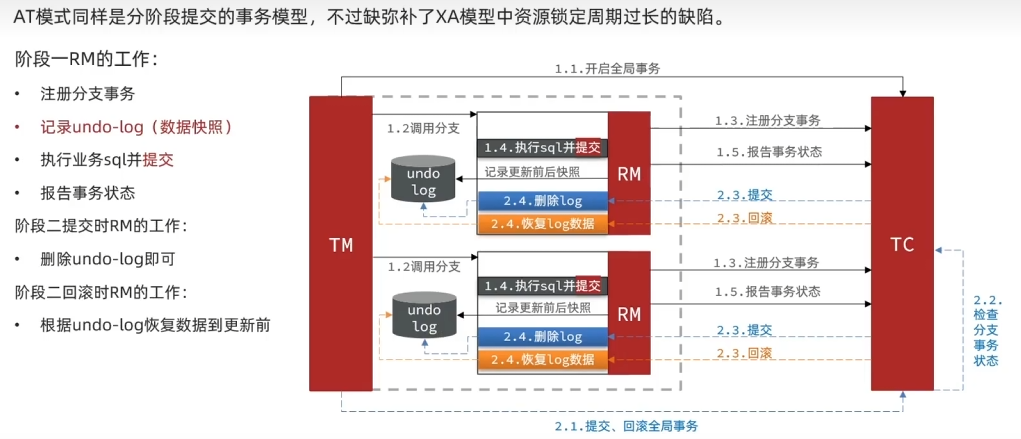 AT模式同样是分阶段提交的事务模型，不过缺弥补了XA模型中资源锁定周期过长的缺陷。
阶段一RM的工作：
• 注册分支事务
• 记录undo-log（数据快照）
• 执行业务sql并提交
• 报告事务状态
阶段二提交时RM的工作：
• 删除undo-log即可
阶段二回滚时RM的工作：
• 根据undo-log恢复数据到更新前
1.1.开启全局事务
TM
1.2调用分支
undo
log
1.4.执行sql并提交
记录更新前后快照
2.4.删除log
2.4.恢复log数据
RM
1.3.注册分支事务
1.5.报告事务状态
2.3.提交
2.3.回滚
1.2调用分支
undo
log
1.4.执行sql并提交
记录更新前后快照
2.4.删除log
2.4.恢复log数据
RM
1.3.注册分支事务
1.5.报告事务状态
2.3.提交
2.3.回滚
TC
2.2.
检查
分支
事务
状态
2.1.提交、回滚全局事务